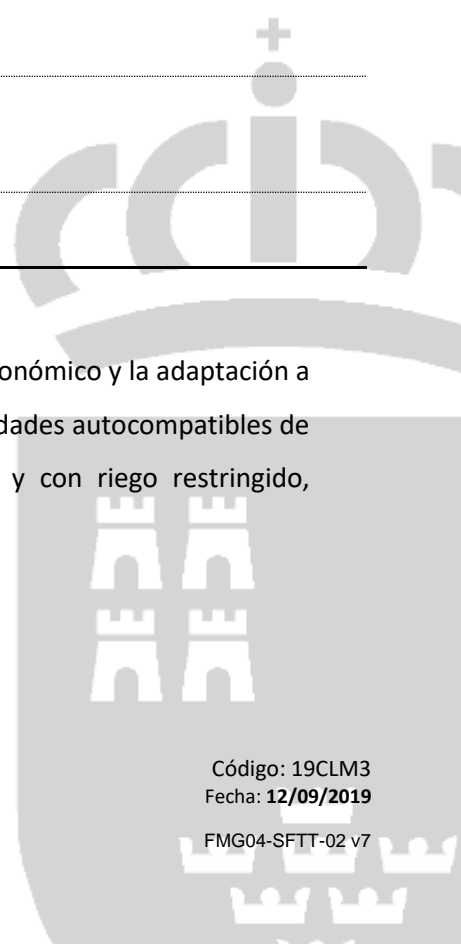 onómico y la adaptación a
dades autocompatibles de
y con riego restringido,
Código: 19CLM3
Fecha: 12/09/2019
FMG04-SFTT-02 v7